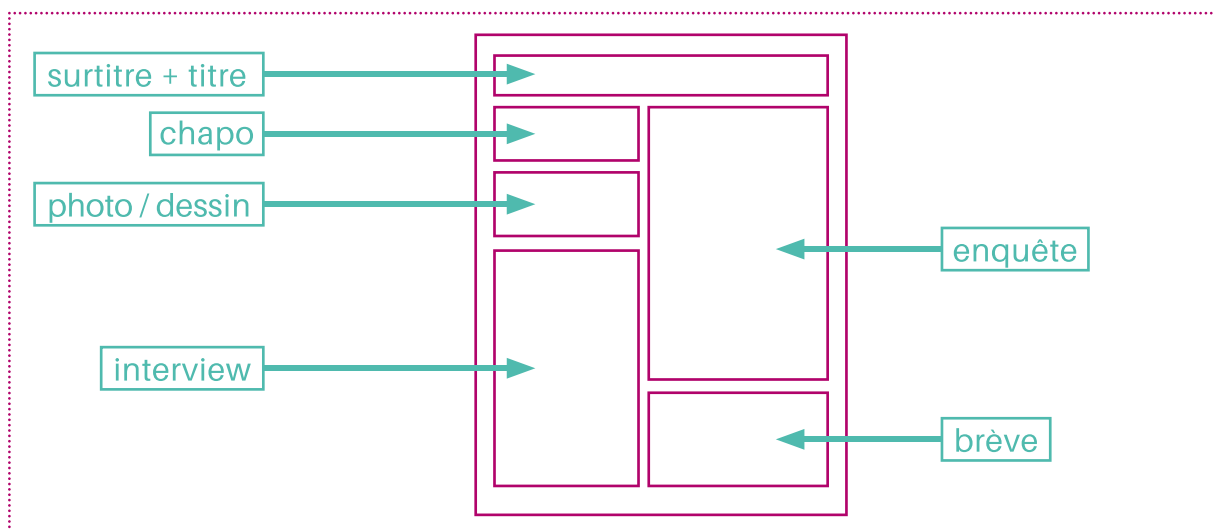 surtitre + titre
chapo
photo / dessin
enquête
interview
brève